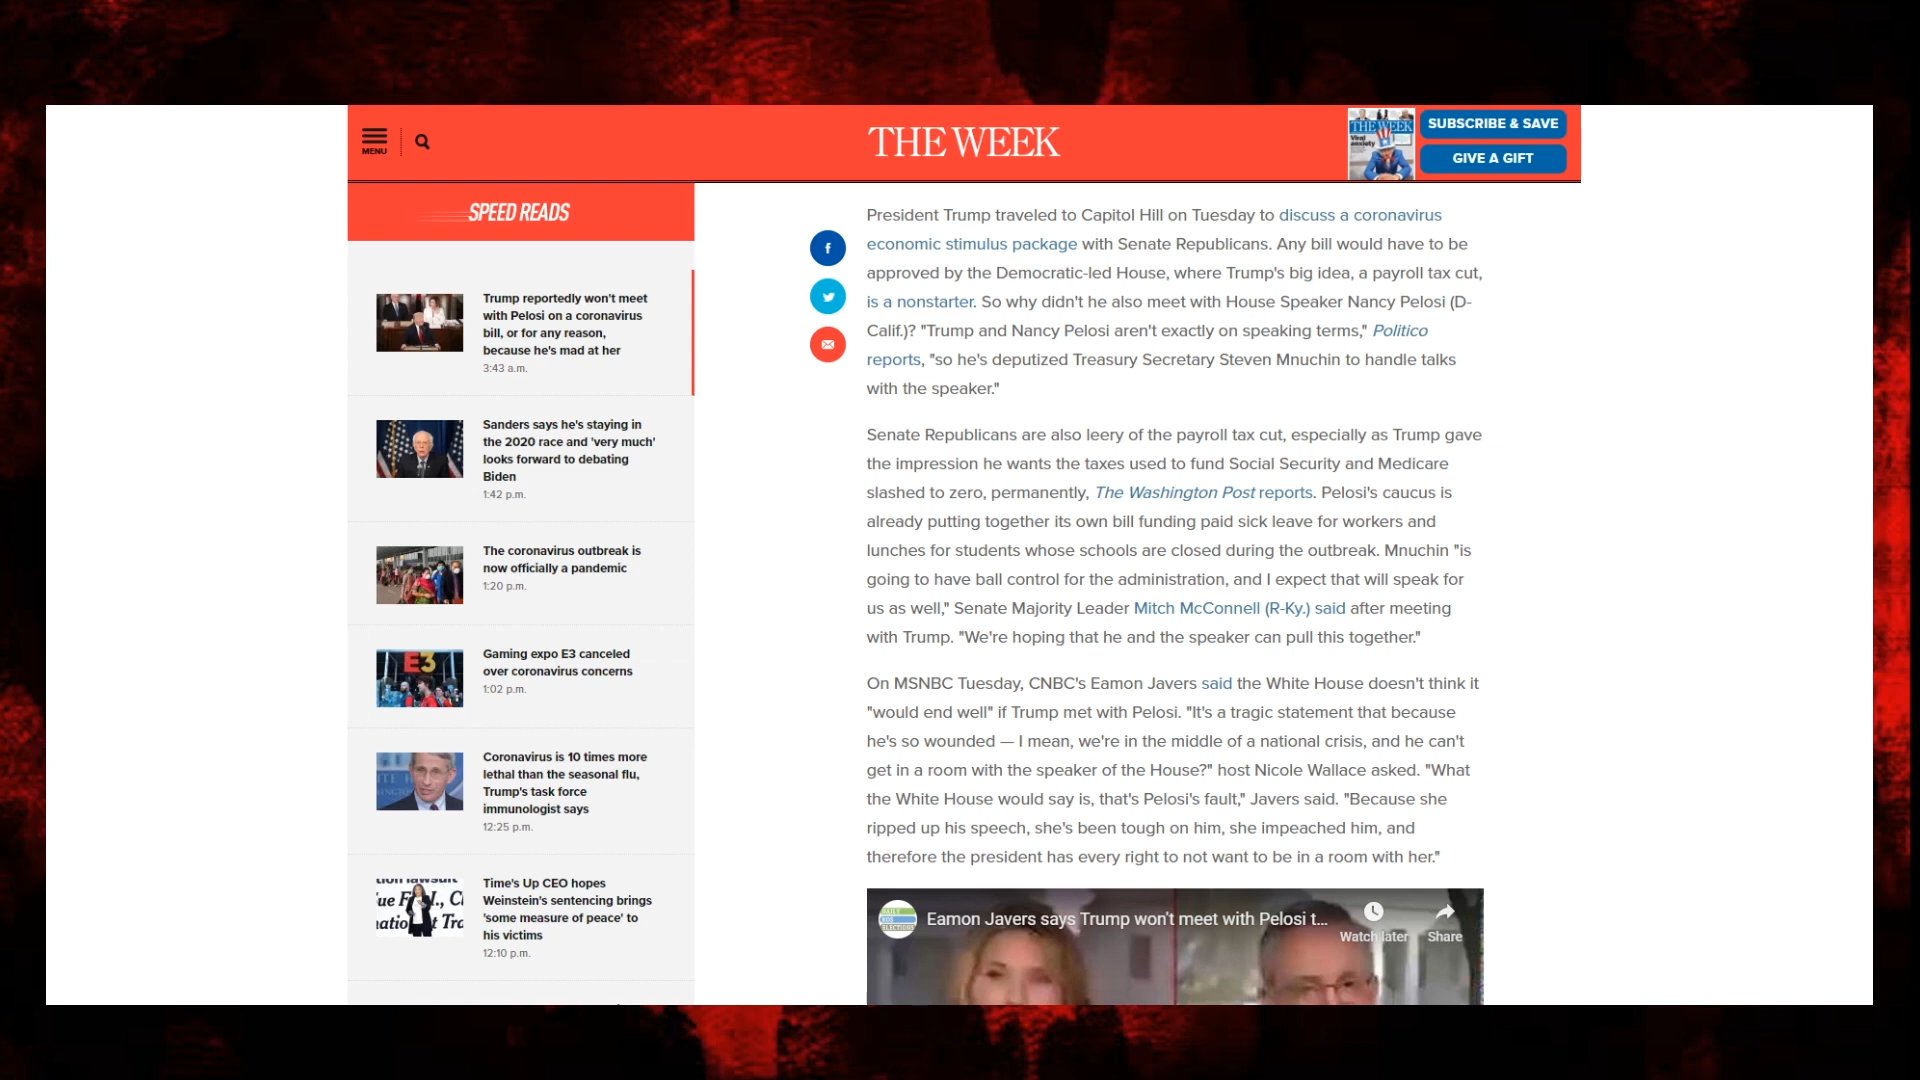 MENU
THE WEEK
THE WEEK
Viral
anxiety
SUBSCRIBE & SAVE
GIVE A GIFT
SPEED READS
Trump reportedly won't meet
with Pelosi on a coronavirus
bill, or for any reason,
because he's mad at her
3:43 a.m.
Sanders says he's staying in
the 2020 race and 'very much'
looks forward to debating
Biden
1:42 p.m.
The coronavirus outbreak is
now officially a pandemic
1:20 p.m.
E3
Gaming expo E3 canceled
over coronavirus concerns
1:02 p.m.
Coronavirus is 10 times more
lethal than the seasonal flu,
Trump's task force
immunologist says
12:25 p.m.
Time's Up CEO hopes
Weinstein's sentencing brings
'some measure of peace' to
his victims
12:10 p.m.
President Trump traveled to Capitol Hill on Tuesday to discuss a coronavirus
economic stimulus package with Senate Republicans. Any bill would have to be
approved by the Democratic-led House, where Trump's big idea, a payroll tax cut,
is a nonstarter. So why didn't he also meet with House Speaker Nancy Pelosi (D-
Calif.)? "Trump and Nancy Pelosi aren't exactly on speaking terms," Politico
reports, "so he's deputized Treasury Secretary Steven Mnuchin to handle talks
with the speaker."
Senate Republicans are also leery of the payroll tax cut, especially as Trump gave
the impression he wants the taxes used to fund Social Security and Medicare
slashed to zero, permanently, The Washington Post reports. Pelosi's caucus is
already putting together its own bill funding paid sick leave for workers and
lunches for students whose schools are closed during the outbreak. Mnuchin "is
going to have ball control for the administration, and I expect that will speak for
us as well," Senate Majority Leader Mitch McConnell (R-Ky.) said after meeting
with Trump. "We're hoping that he and the speaker can pull this together."
On MSNBC Tuesday, CNBC's Eamon Javers said the White House doesn't think it
"would end well" if Trump met with Pelosi. "It's a tragic statement that because
he's so wounded — I mean, we're in the middle of a national crisis, and he can't
get in a room with the speaker of the House?" host Nicole Wallace asked. "What
the White House would say is, that's Pelosi's fault," Javers said. "Because she
ripped up his speech, she's been tough on him, she impeached him, and
therefore the president has every right to not want to be in a room with her."
Eamon Javers says Trump won't meet with Pelosi t...
Watch later
Share